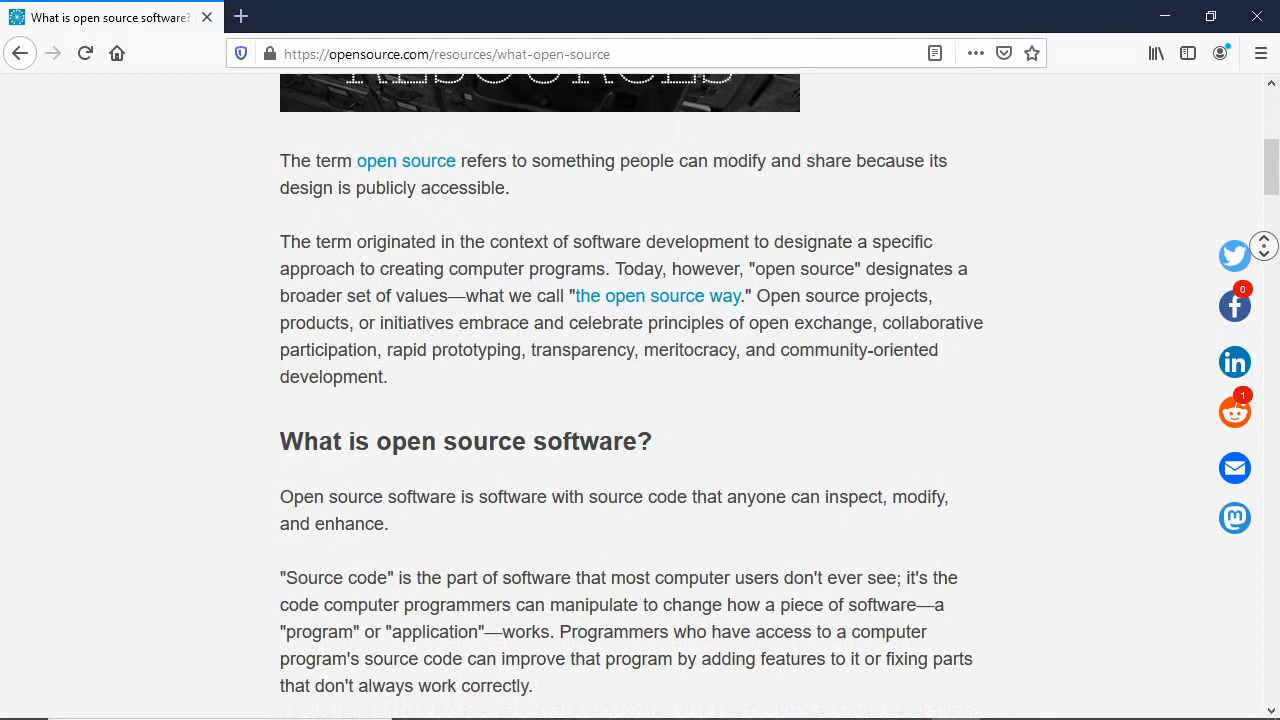 What is open source software?
https://opensource.com/resources/what-open-source
RESOURCES
The term open source refers to something people can modify and share because its
design is publicly accessible.
The term originated in the context of software development to designate a specific
approach to creating computer programs. Today, however, "open source" designates a
broader set of values—what we call "the open source way." Open source projects,
products, or initiatives embrace and celebrate principles of open exchange, collaborative
participation, rapid prototyping, transparency, meritocracy, and community-oriented
development.
What is open source software?
Open source software is software with source code that anyone can inspect, modify,
and enhance.
"Source code" is the part of software that most computer users don't ever see; it's the
code computer programmers can manipulate to change how a piece of software—a
"program" or "application"—works. Programmers who have access to a computer
program's source code can improve that program by adding features to it or fixing parts
that don't always work correctly.
0
in
1